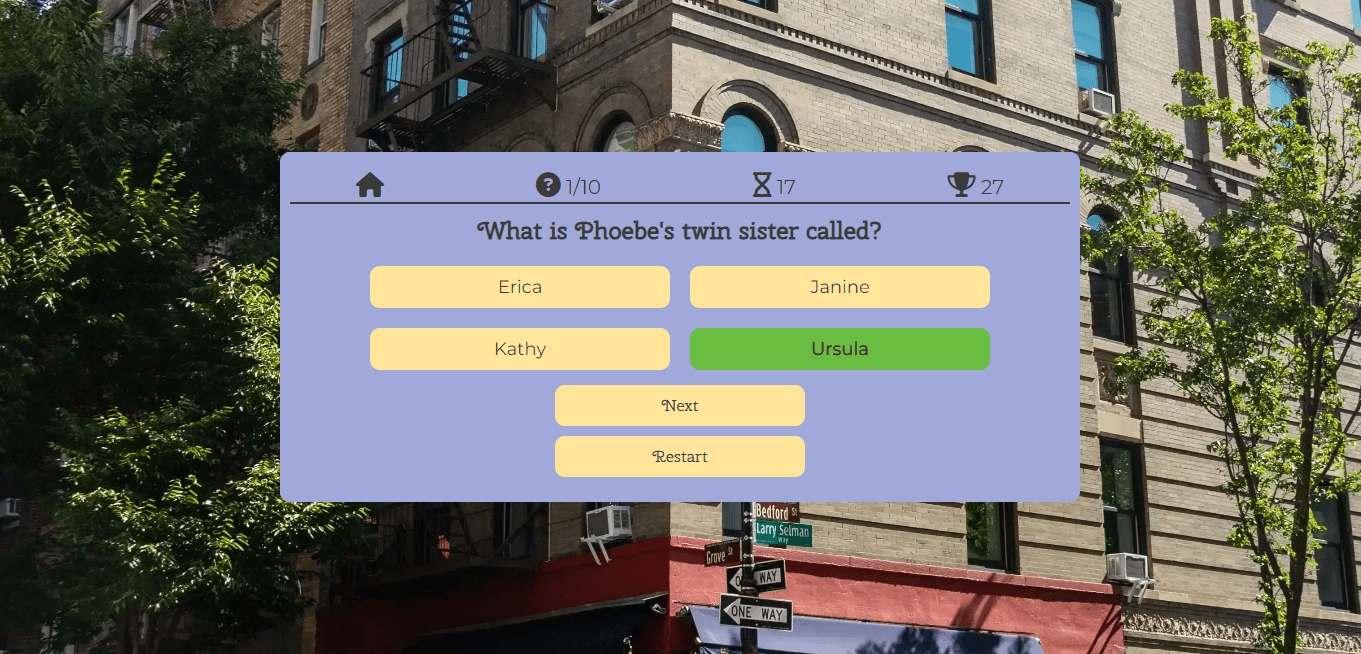 1/10
17
27
What is Phoebe's twin sister called?
Erica
Janine
Kathy
Ursula
Next
Restart
Bedford St
Larry Selman
Way
Grove St
ONE WAY
ONE WAY